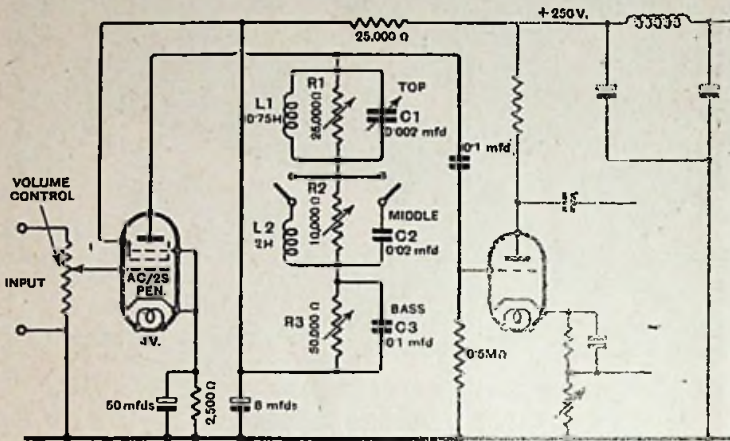 +250V.
25,000 Ω
L1
0·75H
R1
25,000Ω
TOP
C1
0·002 mfd
0·1 mfd.
VOLUME
CONTROL
INPUT
AC/2S
PEN.
4V.
L2
2H
R2
10,000Ω
MIDDLE
C2
0·02 mfd
R3
50,000 Ω
BASS
C3
0·1 mfd
0·5MΩ
50 mfds
2,500 Ω
8 mfds